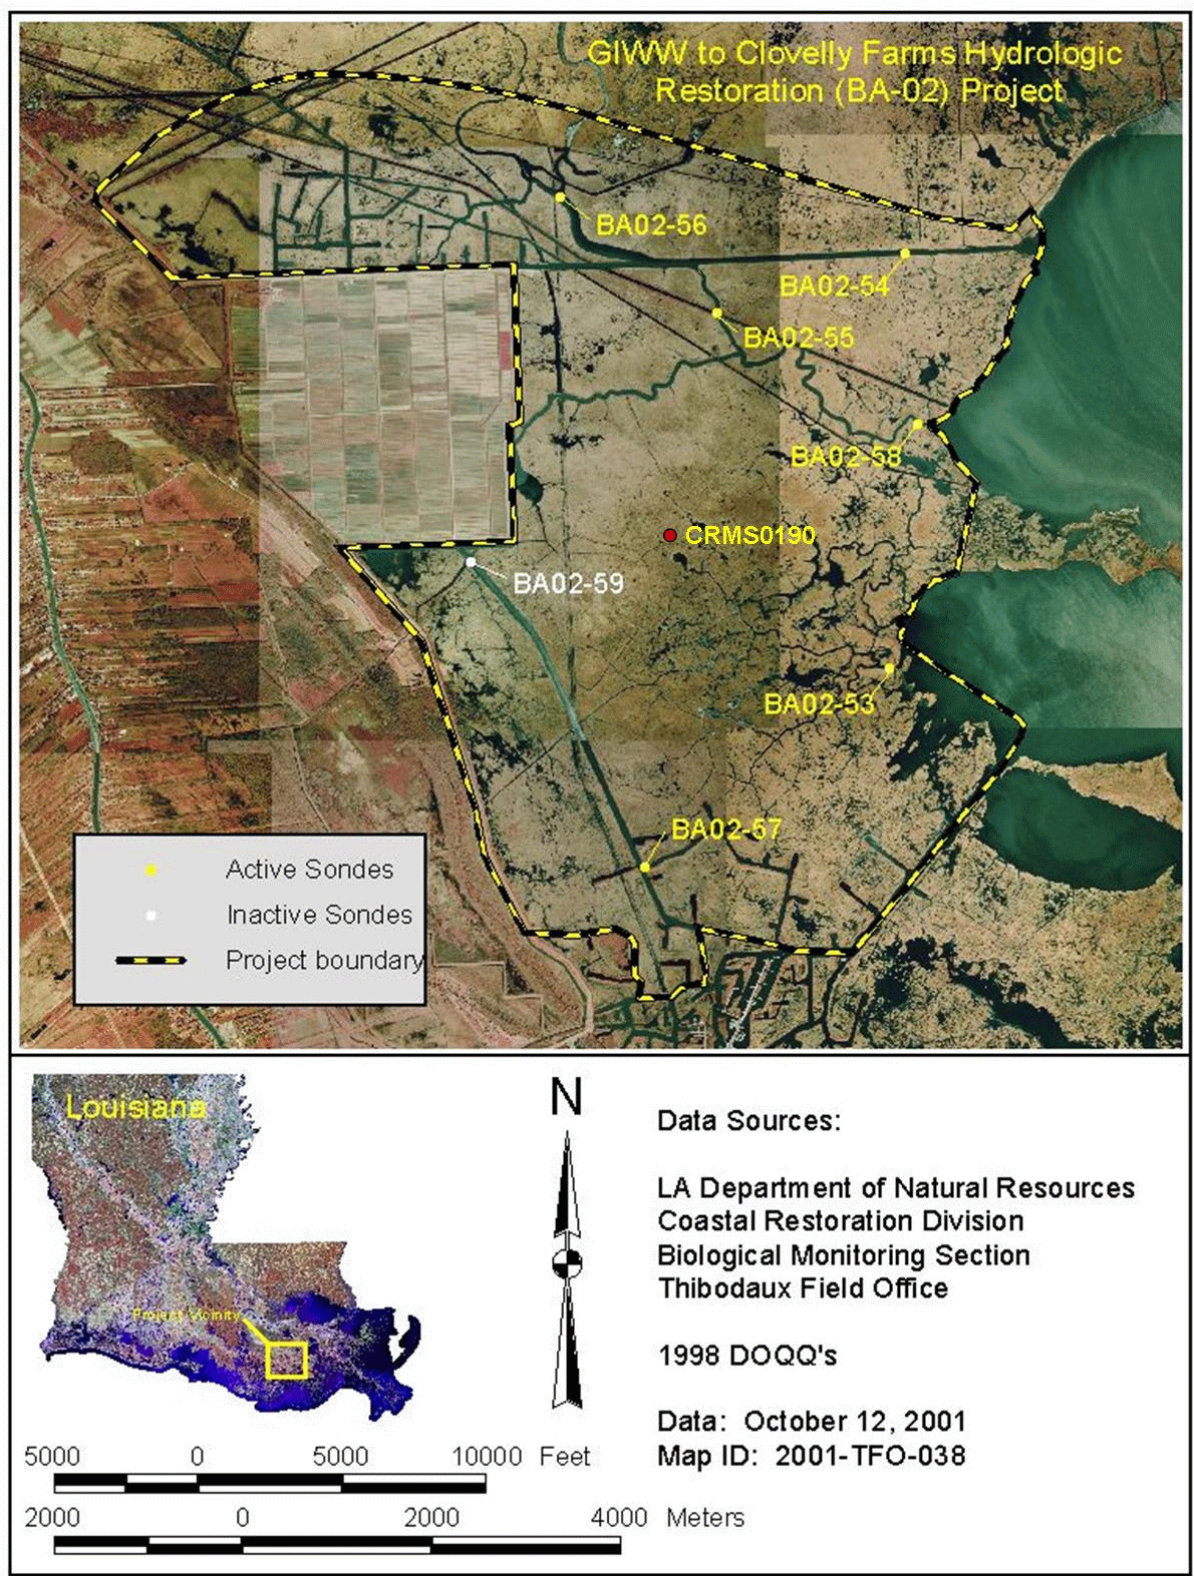 GIWW to Clovelly Farms Hydrologic
Restoration (BA-02) Project
BA02-56
BA02-54
BA02-55
BA02-58
CRMS0190
BA02-59
BA02-53
BA02-57
Active Sondes
Inactive Sondes
Project boundary
Louisiana
Project Vicinity
N
Data Sources:
LA Department of Natural Resources
Coastal Restoration Division
Biological Monitoring Section
Thibodaux Field Office
1998 DOQQ's
Data: October 12, 2001
Map ID: 2001-TFO-038
5000 0 5000 10000 Feet
2000 0 2000 4000 Meters